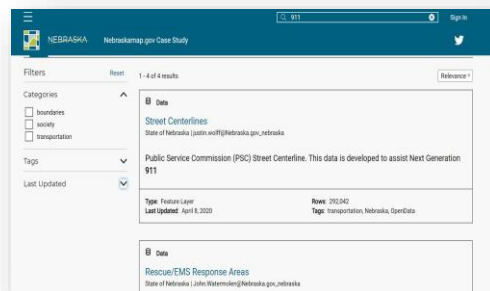 911
Sign In
NEBRASKA
Nebraskamap.gov Case Study
Filters
Reset
1 - 4 of 4 results
Relevance
Categories
boundaries
society
transportation
Tags
Last Updated
Data
Street Centerlines
State of Nebraska | justin.wolff@Nebraska.gov_nebraska
Public Service Commission (PSC) Street Centerline. This data is developed to assist Next Generation
911
Type: Feature Layer
Rows: 292,042
Last Updated: April 8, 2020
Tags: transportation, Nebraska, OpenData
Data
Rescue/EMS Response Areas
State of Nebraska | John.Watermolen@Nebraska.gov_nebraska